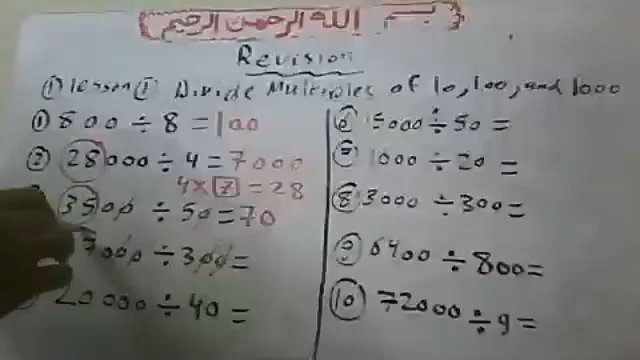 بسم الله الرحمن الرحيم
Revision
① lesson ① Divide Multiples of 10,100, and 1000
① 800 ÷ 8 = 100
② 28000 ÷ 4 = 7000
4 × 7 = 28
3500 ÷ 50 = 70
7000 ÷ 300 =
20000 ÷ 40 =
⑥ 15000 ÷ 50 =
⑦ 1000 ÷ 20 =
⑧ 3000 ÷ 300 =
⑨ 6400 ÷ 800 =
⑩ 72000 ÷ 9 =